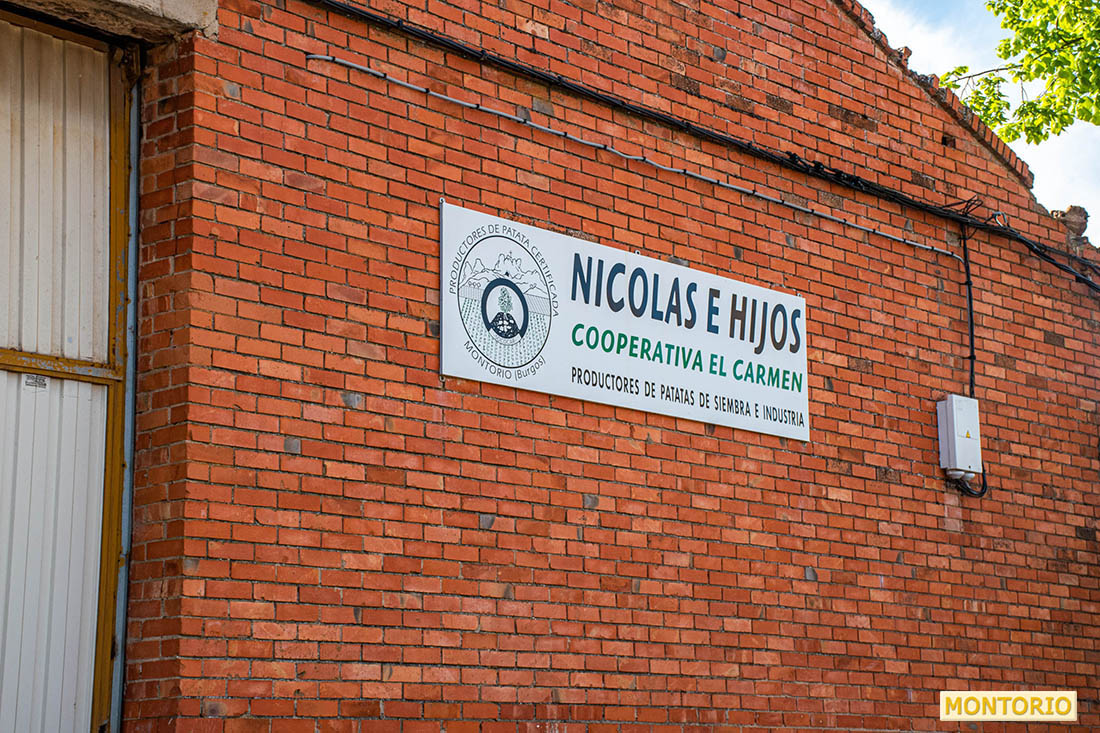 PRODUCTORES DE PATATA CERTIFICADA
MONTORIO (Burgos)
NICOLAS E HIJOS
COOPERATIVA EL CARMEN
PRODUCTORES DE PATATAS DE SIEMBRA E INDUSTRIA
MONTORIO